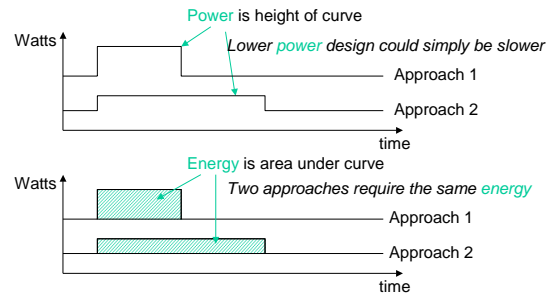 Power is height of curve
Watts
Lower power design could simply be slower
Approach 1
Approach 2
time
Energy is area under curve
Watts
Two approaches require the same energy
Approach 1
Approach 2
time